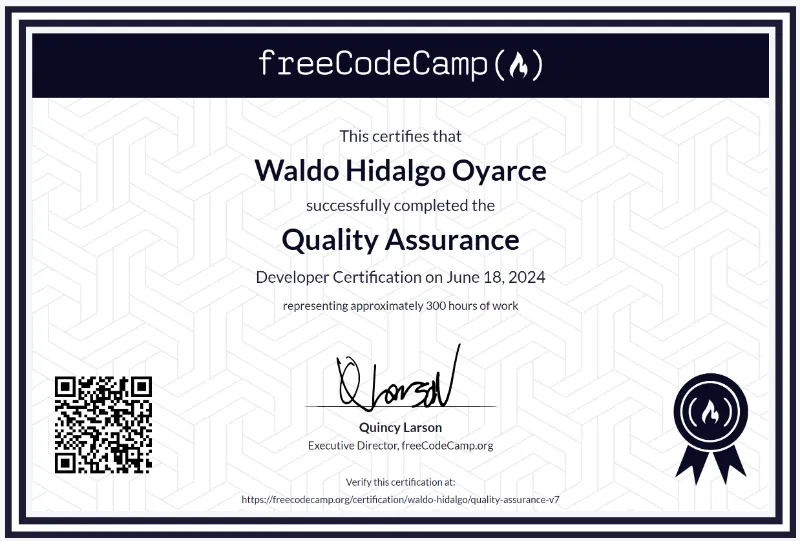 freeCodeCamp
This certifies that
Waldo Hidalgo Oyarce
successfully completed the
Quality Assurance
Developer Certification on June 18, 2024
representing approximately 300 hours of work
Q Larson
Quincy Larson
Executive Director, freeCodeCamp.org
Verify this certification at:
https://freecodecamp.org/certification/waldo-hidalgo/quality-assurance-v7